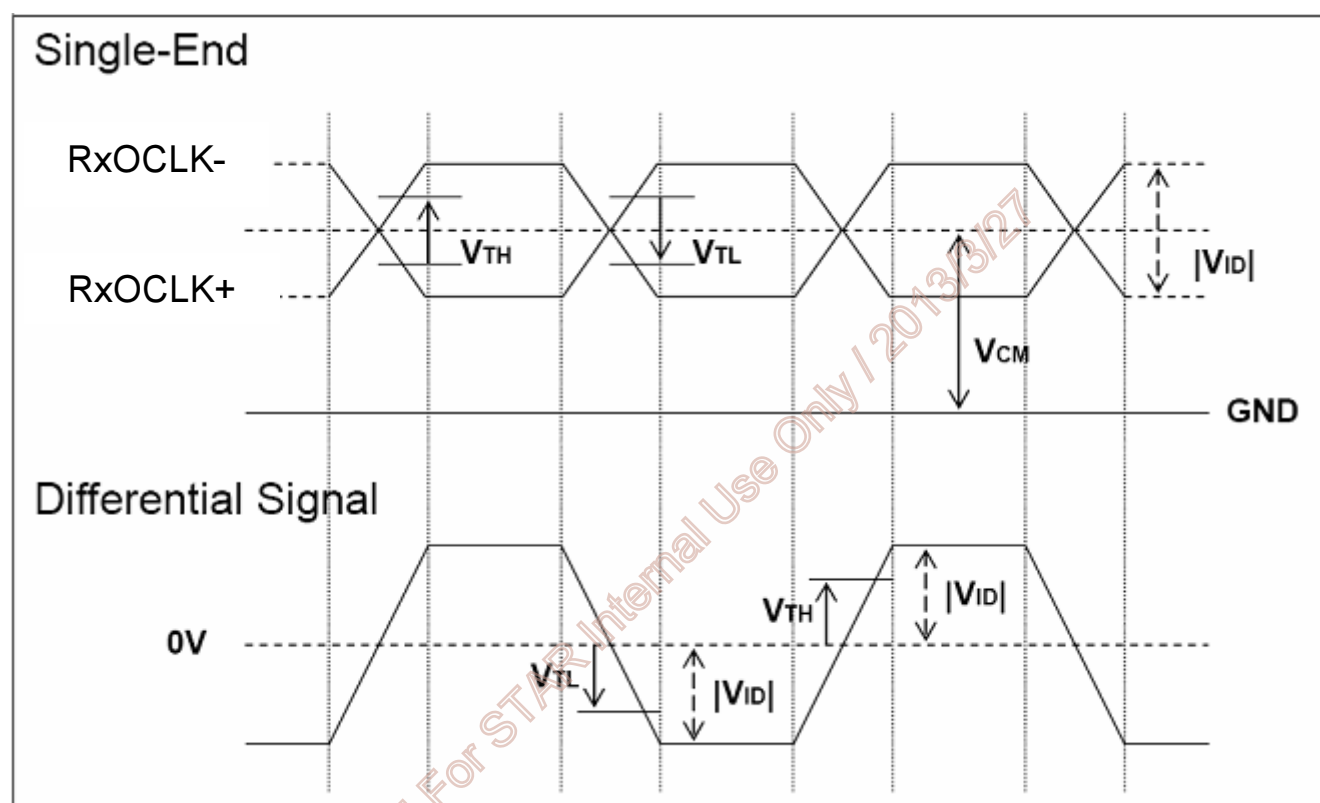 Single-End
RxOCLK-
VTH
VTL
|VID|
RxOCLK+
VCM
GND
Differential Signal
VTH
|VID|
0V
VTL
|VID|
For STAR Internal Use Only / 2013/3/27